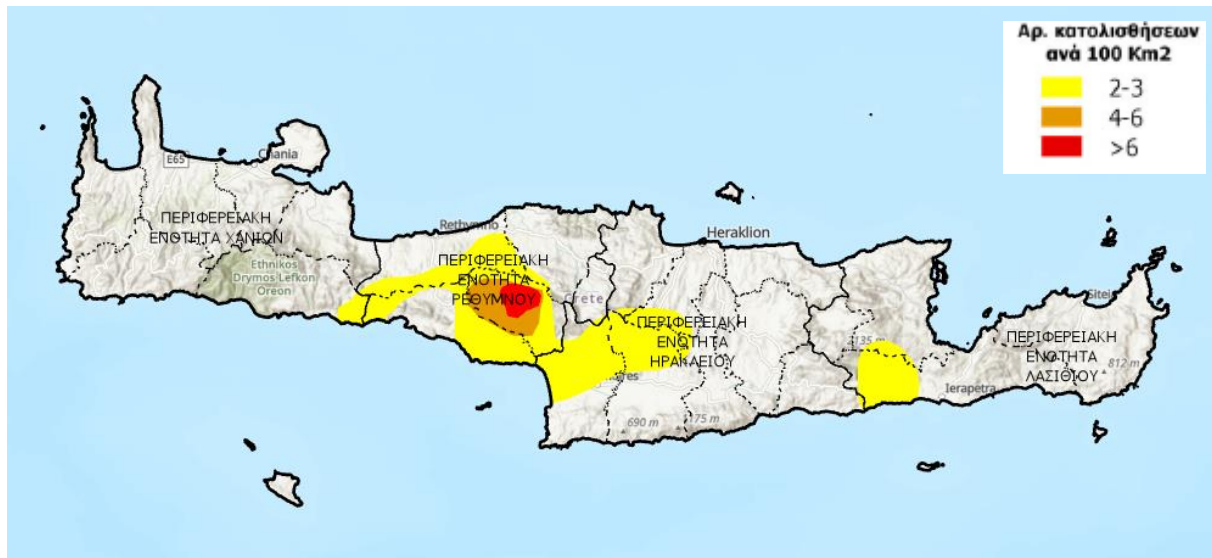 Αρ. κατολισθήσεων
ανά 100 Km2
2-3
4-6
>6
E65
Chania
ΠΕΡΙΦΕΡΕΙΑΚΗ
ΕΝΟΤΗΤΑ ΧΑΝΙΩΝ
Ethnikos
Drymos Lefkon
Oreon
Rethymno
ΠΕΡΙΦΕΡΕΙΑΚΗ
ΕΝΟΤΗΤΑ
ΡΕΘΥΜΝΟΥ
Crete
Heraklion
ΠΕΡΙΦΕΡΕΙΑΚΗ
ΕΝΟΤΗΤΑ
ΗΡΑΚΛΕΙΟΥ
690 m
Sitei
ΠΕΡΙΦΕΡΕΙΑΚΗ
ΕΝΟΤΗΤΑ
ΛΑΣΙΘΙΟΥ
812 m
Ierapetra